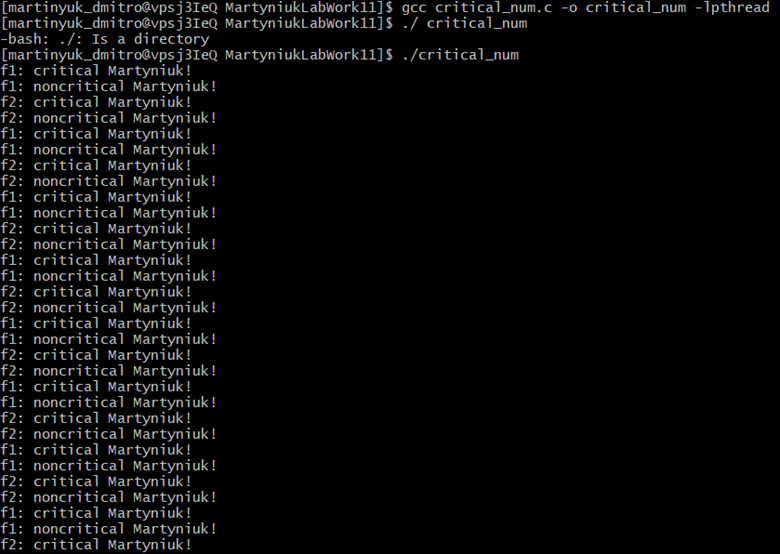 [martinyuk_dmitro@vpsj3IeQ MartyniukLabWork11]$ gcc critical_num.c -o critical_num -lpthread
[martinyuk_dmitro@vpsj3IeQ MartyniukLabWork11]$ ./ critical_num
-bash: ./: Is a directory
[martinyuk_dmitro@vpsj3IeQ MartyniukLabWork11]$ ./critical_num
f1: critical Martyniuk!
f1: noncritical Martyniuk!
f2: critical Martyniuk!
f2: noncritical Martyniuk!
f1: critical Martyniuk!
f1: noncritical Martyniuk!
f2: critical Martyniuk!
f2: noncritical Martyniuk!
f1: critical Martyniuk!
f1: noncritical Martyniuk!
f2: critical Martyniuk!
f2: noncritical Martyniuk!
f1: critical Martyniuk!
f1: noncritical Martyniuk!
f2: critical Martyniuk!
f2: noncritical Martyniuk!
f1: critical Martyniuk!
f1: noncritical Martyniuk!
f2: critical Martyniuk!
f2: noncritical Martyniuk!
f1: critical Martyniuk!
f1: noncritical Martyniuk!
f2: critical Martyniuk!
f2: noncritical Martyniuk!
f1: critical Martyniuk!
f1: noncritical Martyniuk!
f2: critical Martyniuk!
f2: noncritical Martyniuk!
f1: critical Martyniuk!
f1: noncritical Martyniuk!
f2: critical Martyniuk!